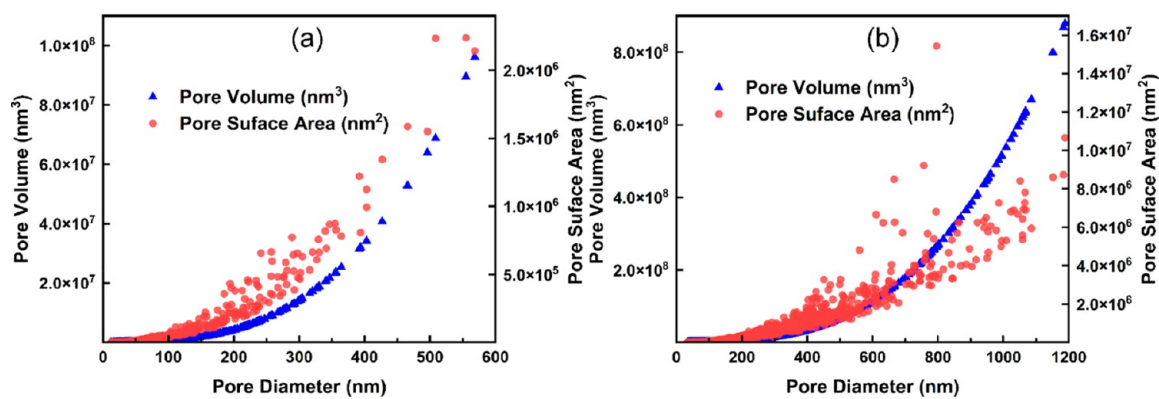 (a)
Pore Volume (nm³)
Pore Suface Area (nm²)
1.0×10⁸
8.0×10⁷
6.0×10⁷
4.0×10⁷
2.0×10⁷
Pore Volume (nm³)
2.0×10⁶
1.5×10⁶
1.0×10⁶
5.0×10⁵
Pore Suface Area (nm²)
0 100 200 300 400 500 600
Pore Diameter (nm)
(b)
Pore Volume (nm³)
Pore Suface Area (nm²)
8.0×10⁸
6.0×10⁸
4.0×10⁸
2.0×10⁸
Pore Volume (nm³)
1.6×10⁷
1.4×10⁷
1.2×10⁷
1.0×10⁷
8.0×10⁶
6.0×10⁶
4.0×10⁶
2.0×10⁶
Pore Suface Area (nm²)
0 200 400 600 800 1000 1200
Pore Diameter (nm)